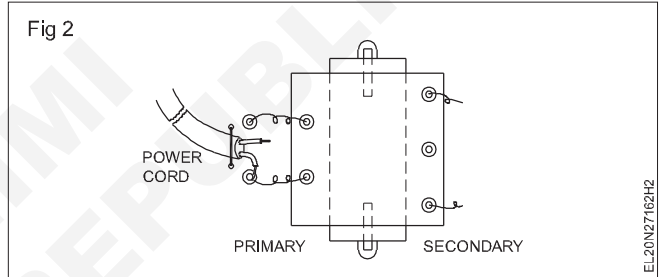 Fig 2
POWER
CORD
PRIMARY
SECONDARY
EL20N27162H2